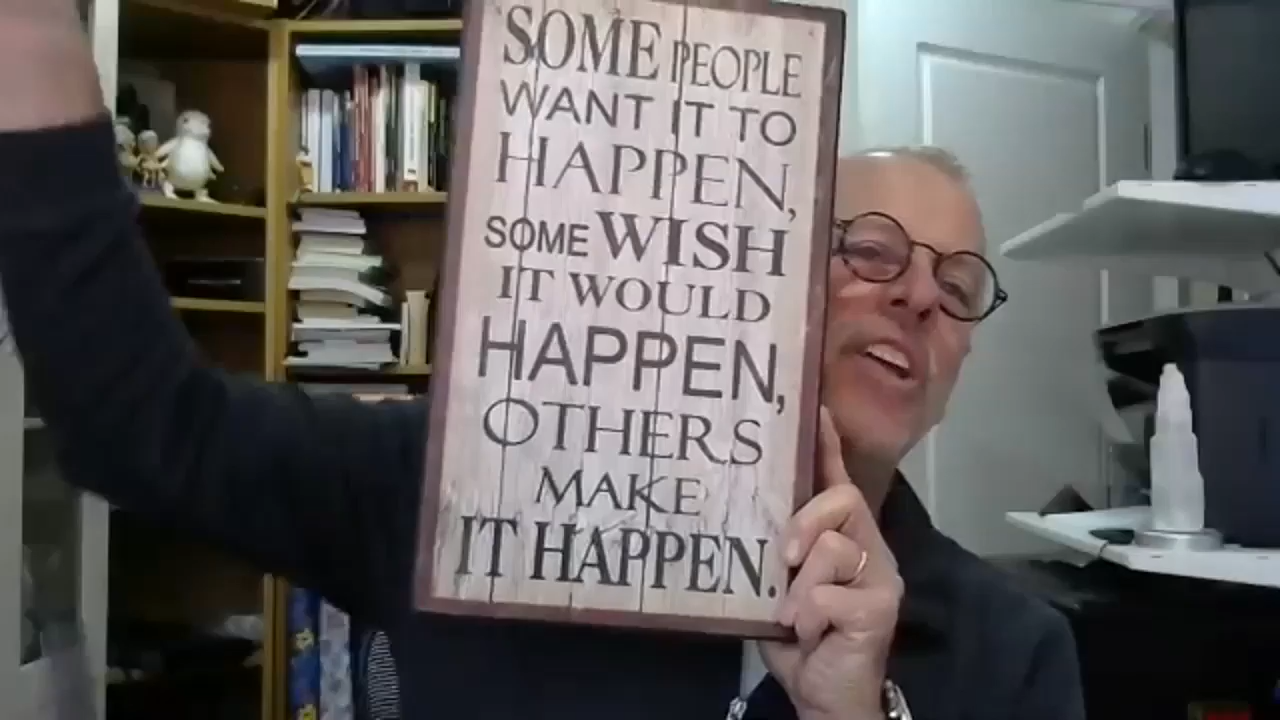 SOME PEOPLE
WANT IT TO
HAPPEN,
SOME WISH
IT WOULD
HAPPEN,
OTHERS
MAKE
IT HAPPEN.